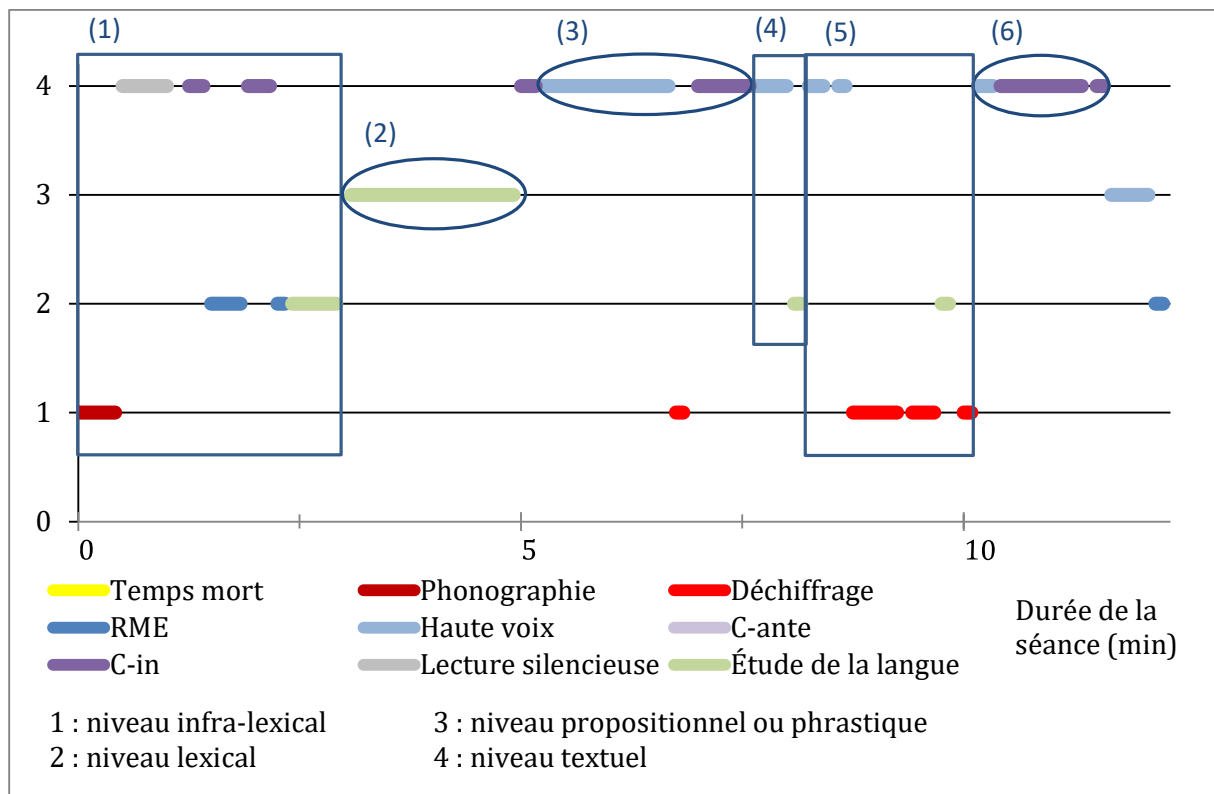 (1)
(3)
(4)
(5)
(6)
4
(2)
3
2
1
0
0 5 10
Temps mort Phonographie Déchiffrage
RME Haute voix C-ante
C-in Lecture silencieuse Étude de la langue
Durée de la
séance (min)
1 : niveau infra-lexical 3 : niveau propositionnel ou phrastique
2 : niveau lexical 4 : niveau textuel